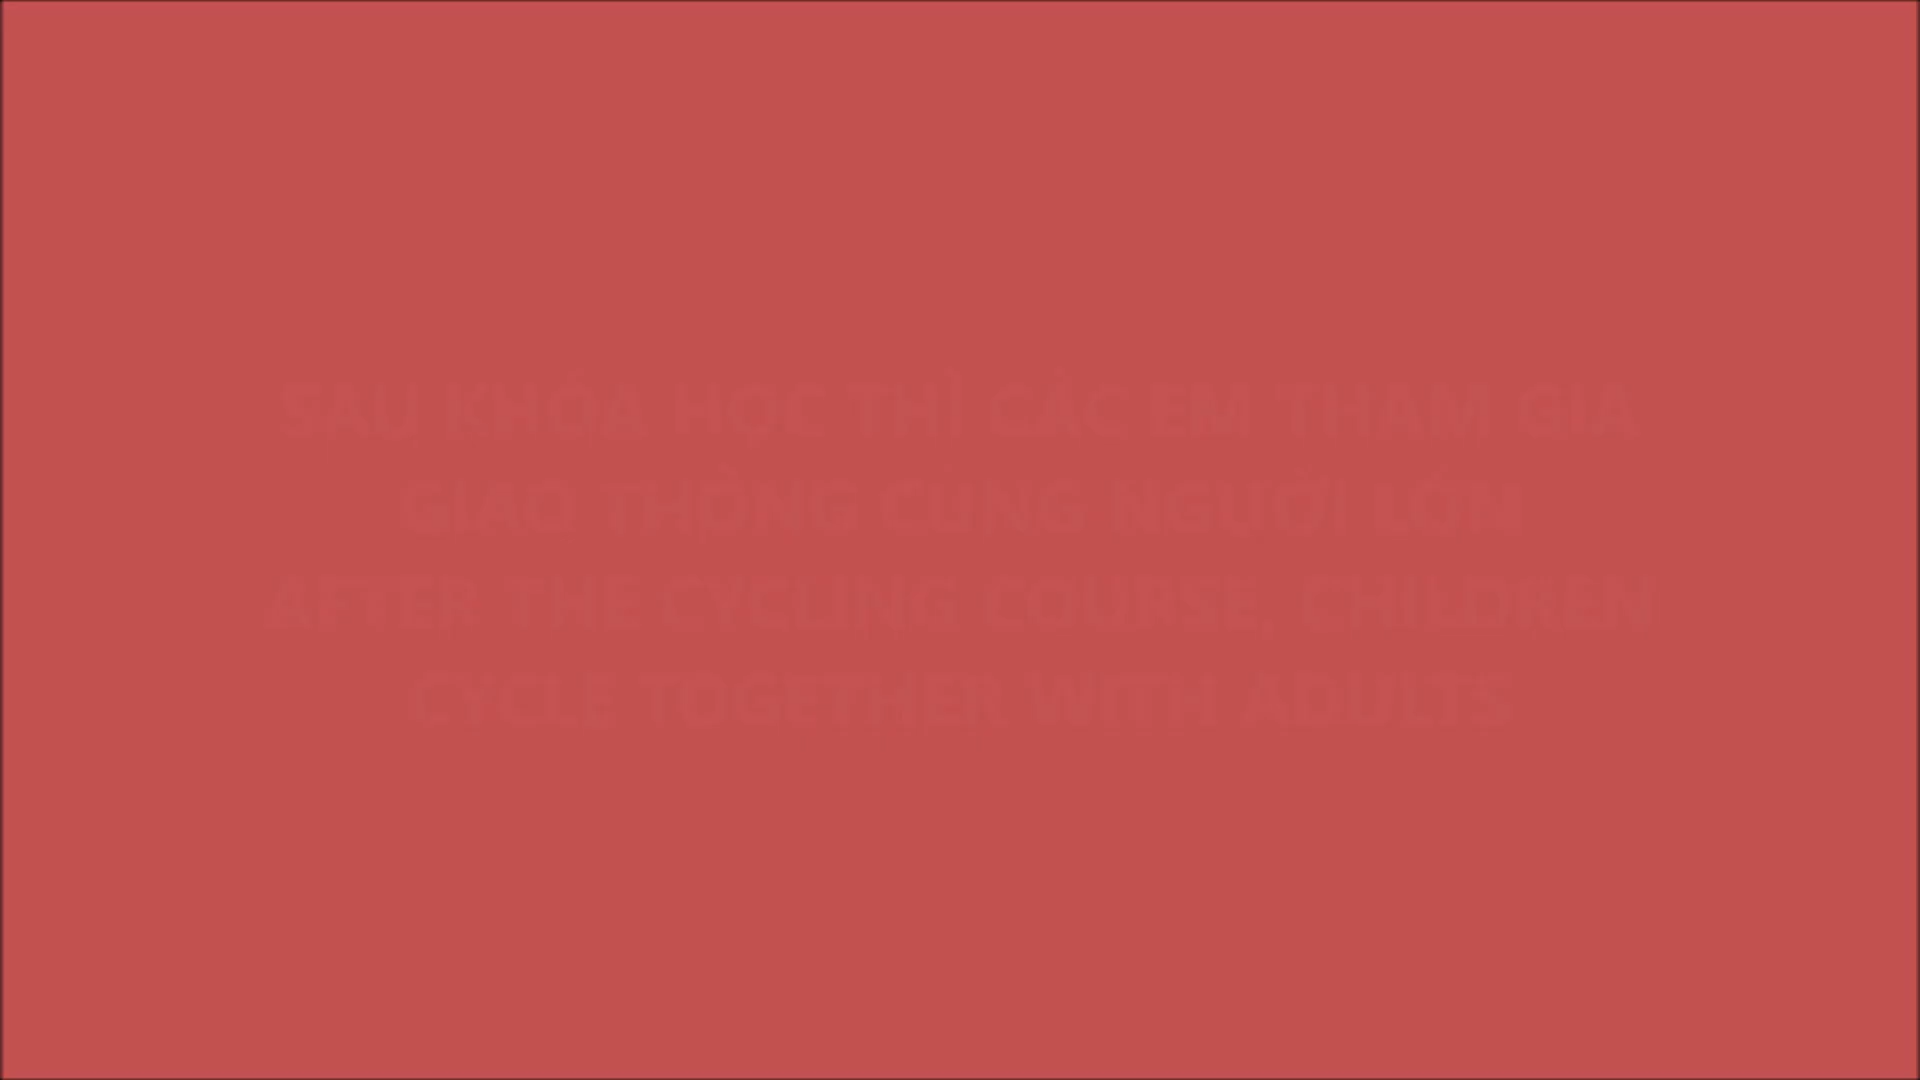 SAU KHÓA HỌC THÌ CÁC EM THAM GIA
GIAO THÔNG CÙNG NGƯỜI LỚN
AFTER THE CYCLING COURSE, CHILDREN
CYCLE TOGETHER WITH ADULTS